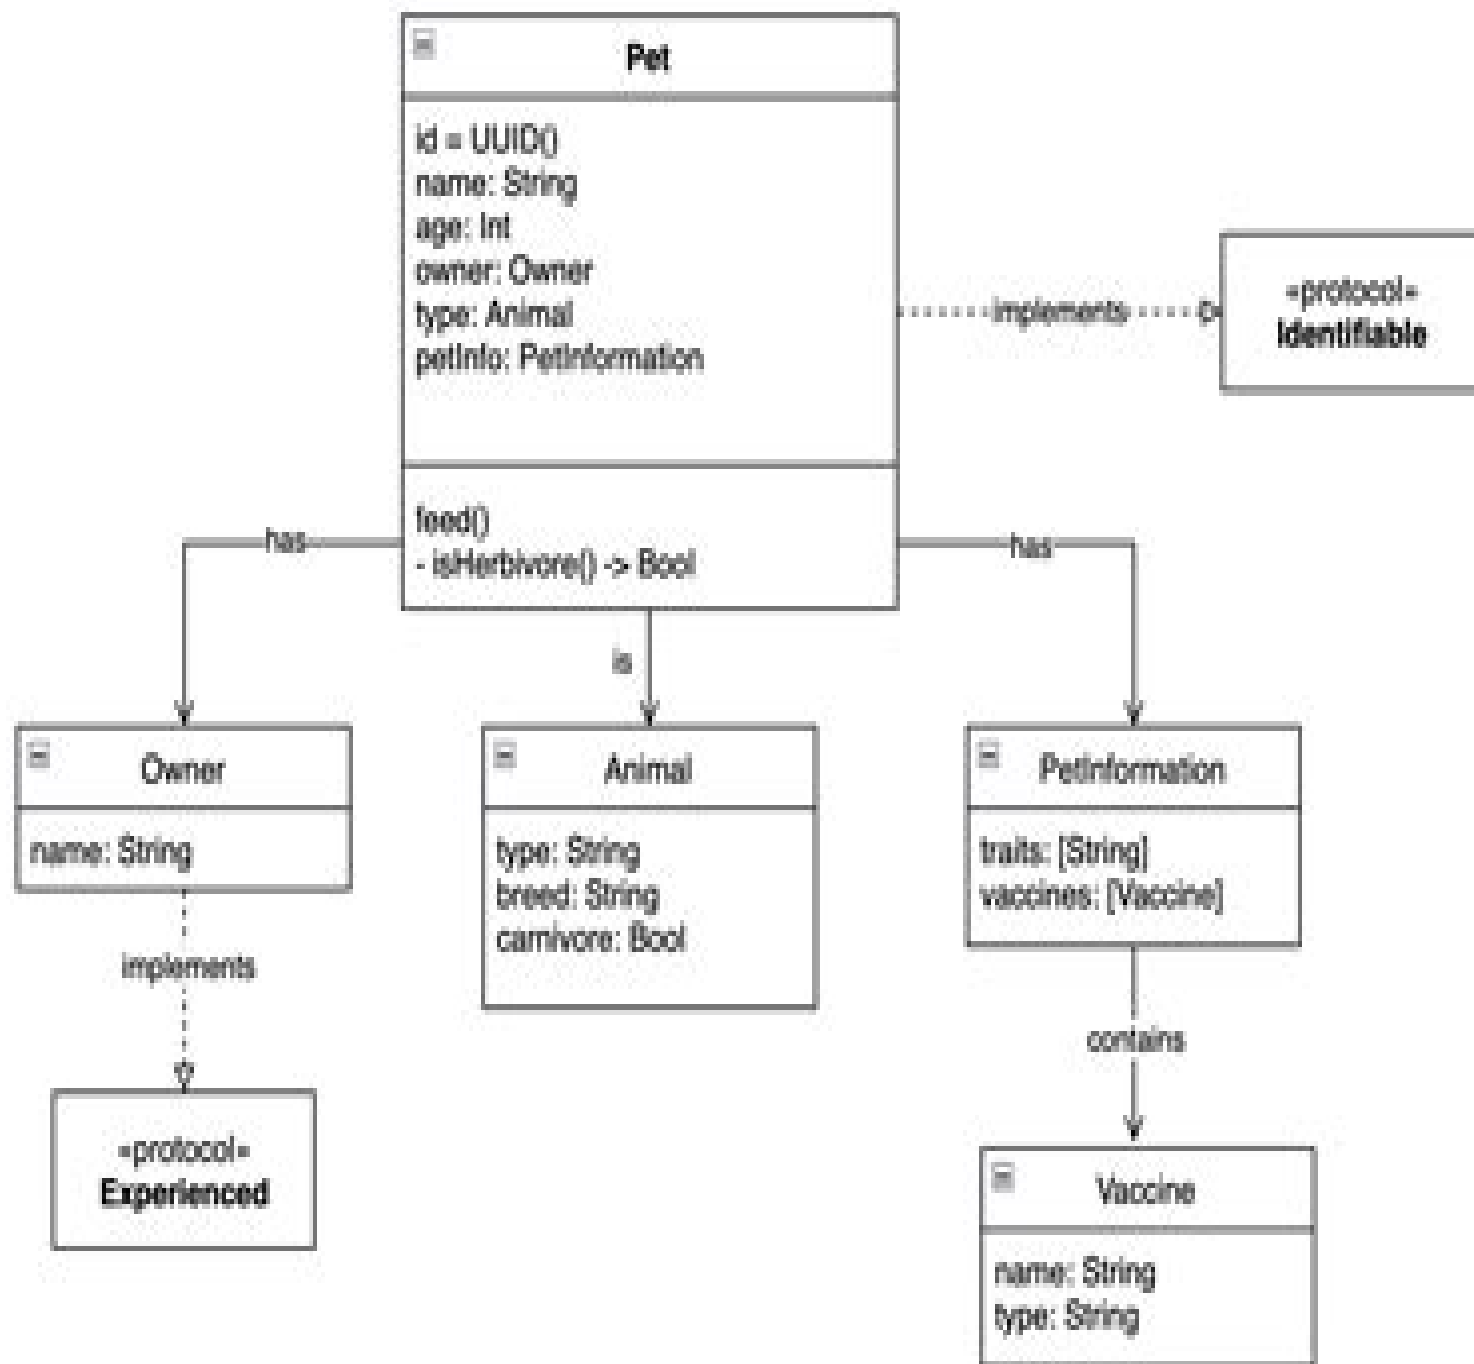 Pet
id = UUID()
name: String
age: Int
owner: Owner
type: Animal
petInfo: PetInformation
implements
«protocol»
Identifiable
feed()
- isHerbivore() -> Bool
has
has
is
Owner
name: String
Animal
type: String
breed: String
carnivore: Bool
PetInformation
traits: [String]
vaccines: [Vaccine]
implements
contains
«protocol»
Experienced
Vaccine
name: String
type: String